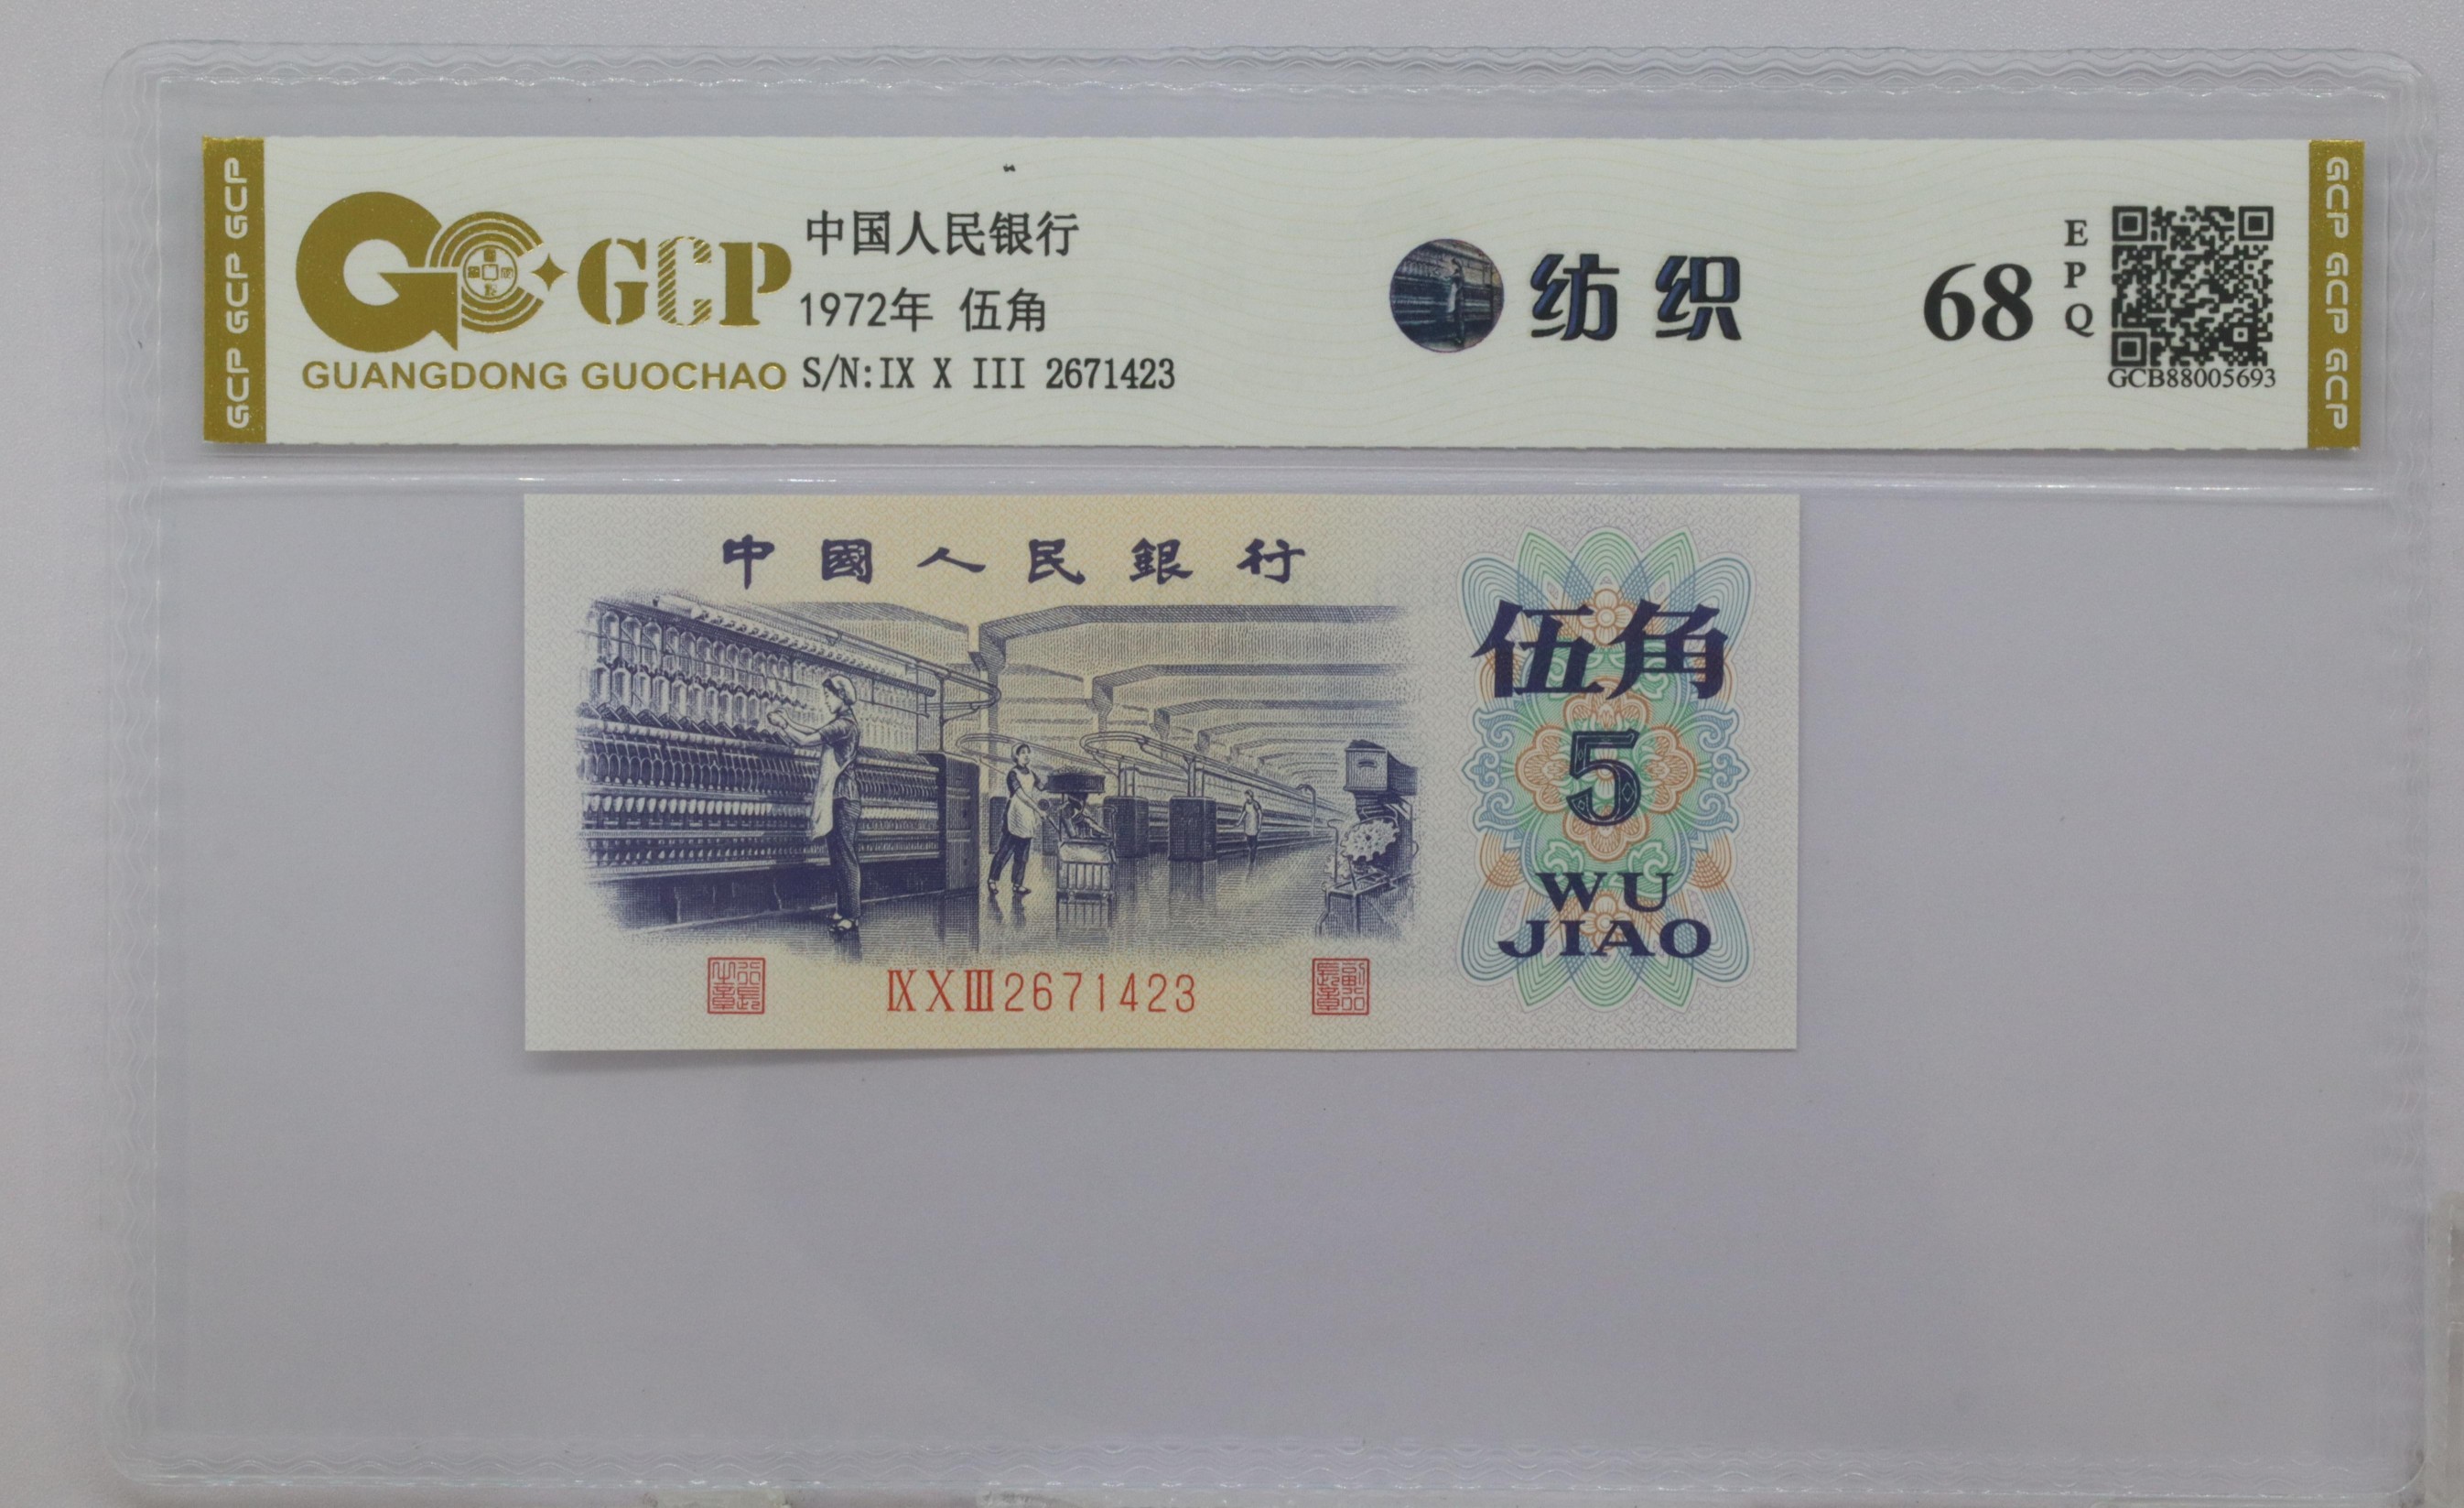 GCP GCP GCP
GCP
GUANGDONG GUOCHAO
中国人民银行
1972年 伍角
S/N:IX X III 2671423
纺织
68
E
P
Q
GCB88005693
GCP GCP GCP
中國人民銀行
伍角
5
WU
JIAO
ⅨⅩⅢ2671423